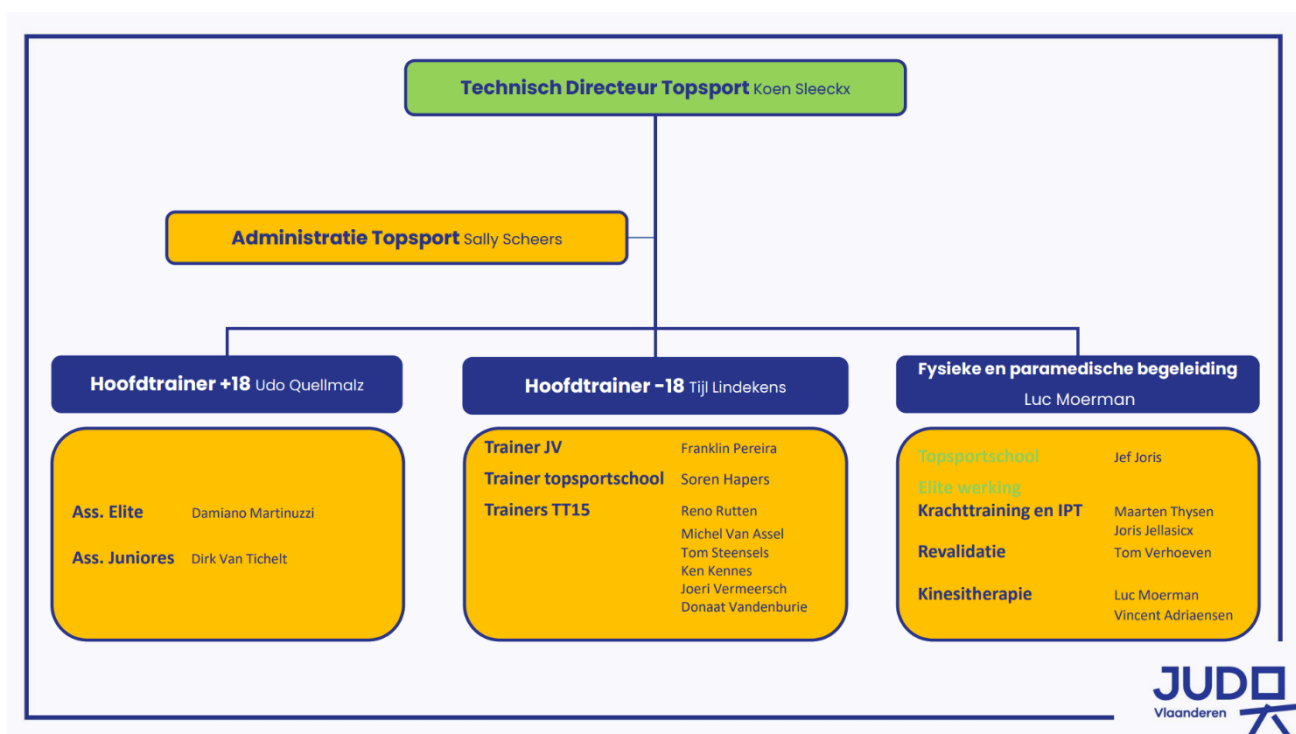 Technisch Directeur Topsport Koen Sleeckx
Administratie Topsport Sally Scheers
Hoofdtrainer +18 Udo Quellmalz
Ass. Elite Damiano Martinuzzi
Ass. Juniores Dirk Van Tichelt
Hoofdtrainer -18 Tijl Lindekens
Trainer JV Franklin Pereira
Trainer topsportschool Soren Hapers
Trainers TT15 Reno Rutten
Michel Van Assel
Tom Steensels
Ken Kennes
Joeri Vermeersch
Donaat Vandenburie
Fysieke en paramedische begeleiding
Luc Moerman
Topsportschool Jef Joris
Elite werking
Krachttraining en IPT Maarten Thysen
Joris Jellasicx
Revalidatie Tom Verhoeven
Kinesitherapie Luc Moerman
Vincent Adriaensen
JUDO
Vlaanderen